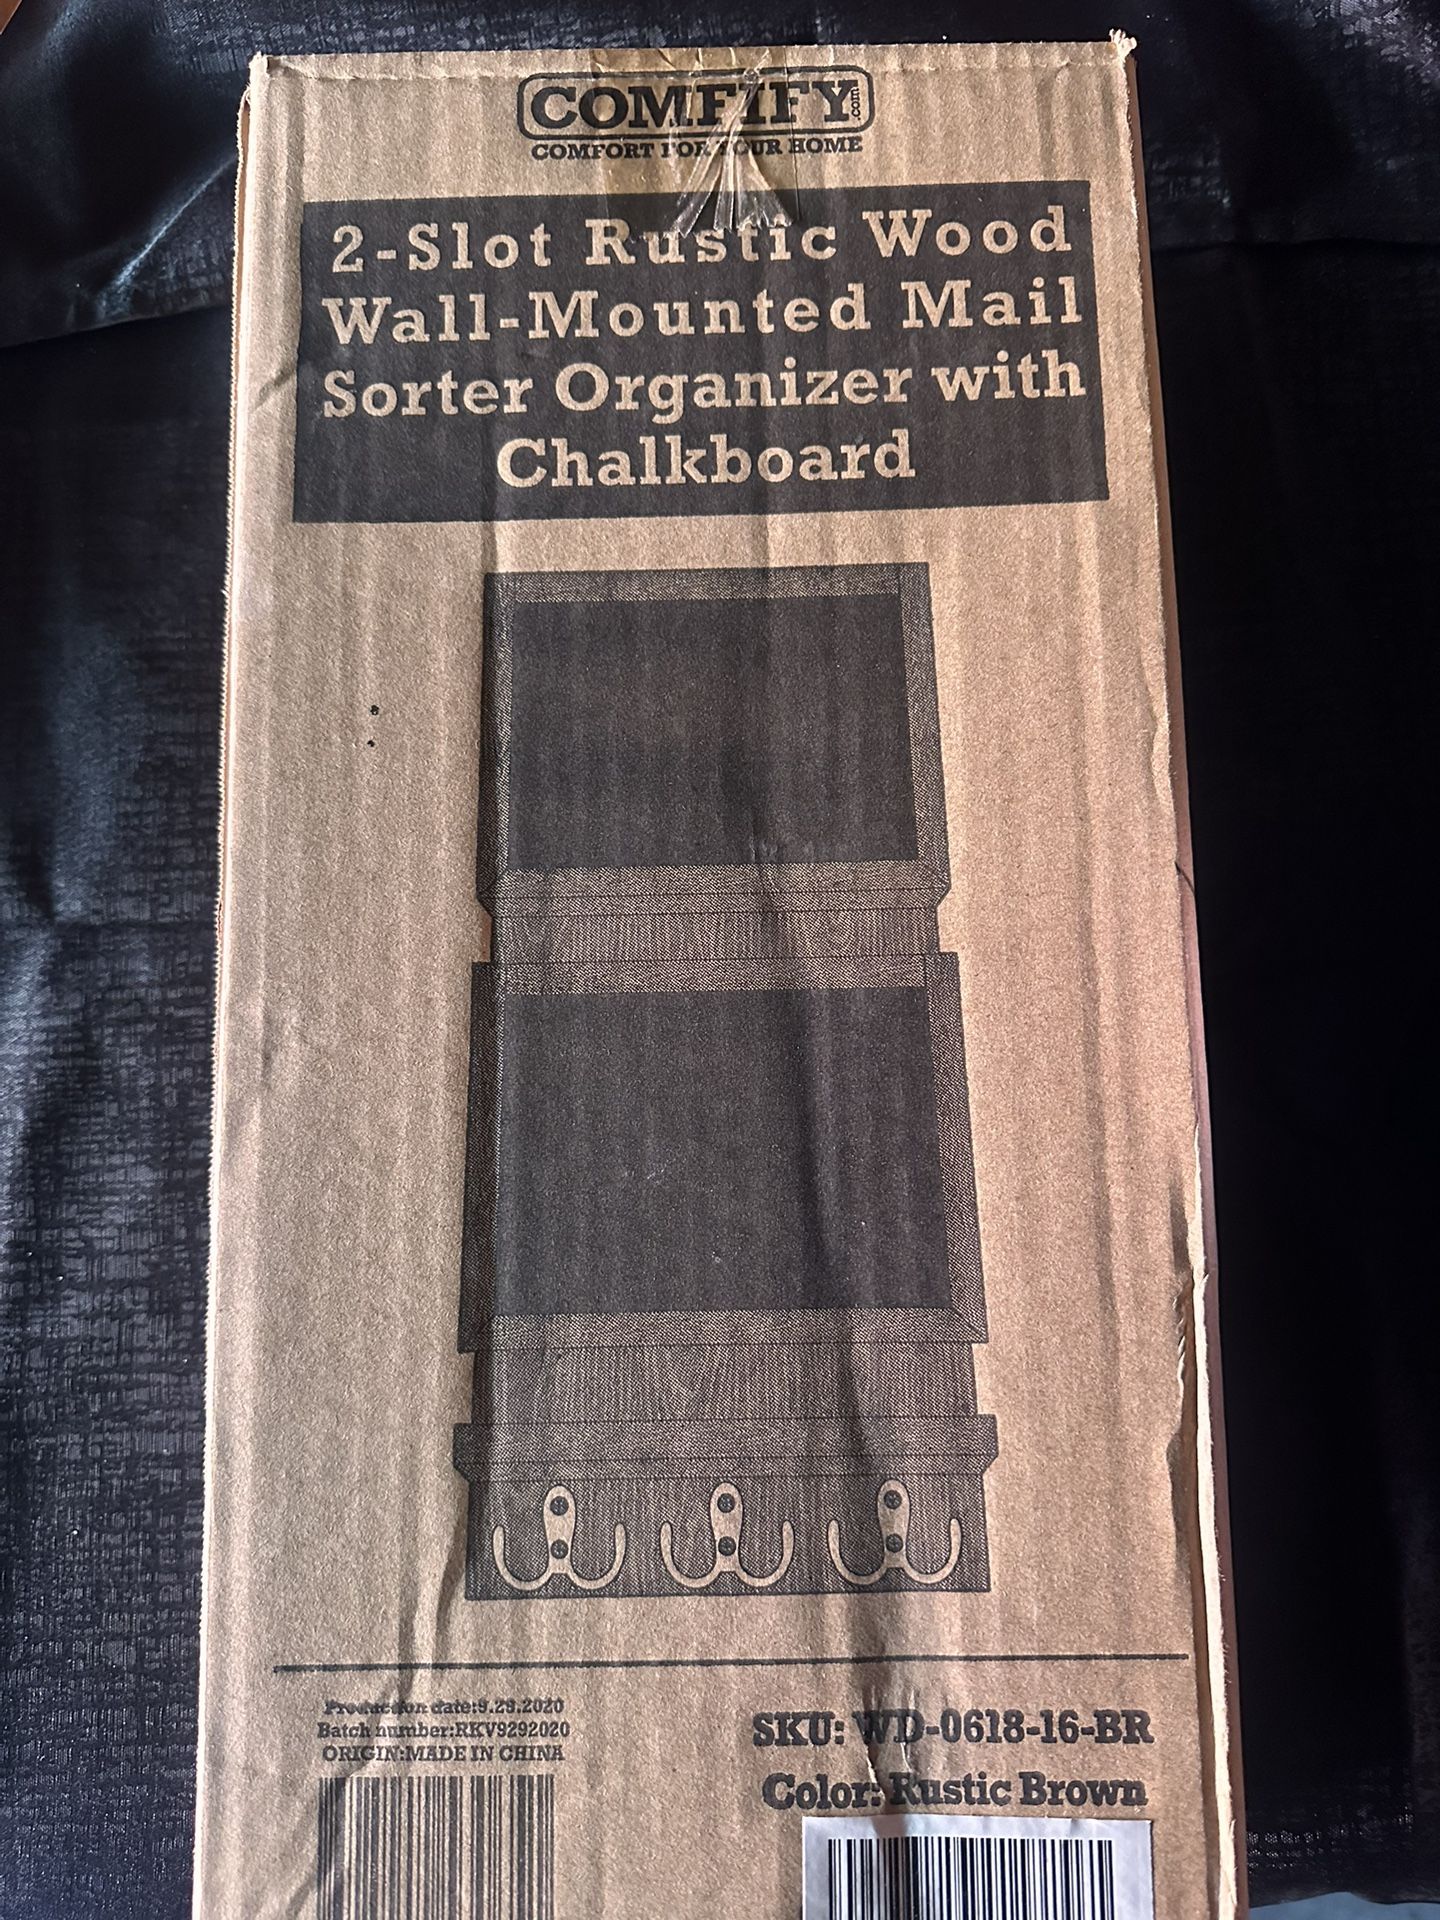 COMFIFY.com
COMFORT FOR YOUR HOME
2-Slot Rustic Wood
Wall-Mounted Mail
Sorter Organizer with
Chalkboard
Production date:9.29.2020
Batch number:RKV9292020
ORIGIN:MADE IN CHINA
SKU: WD-0618-16-BR
Color: Rustic Brown